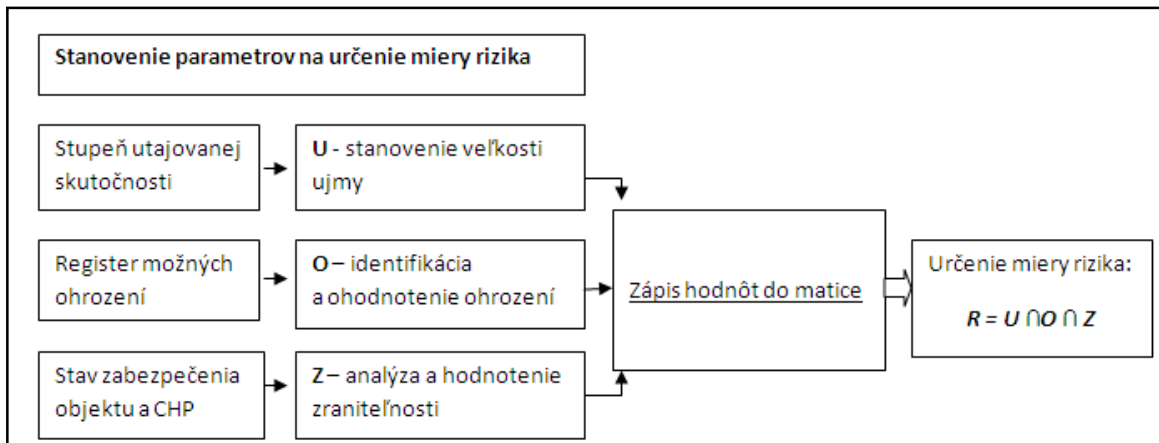 Stanovenie parametrov na určenie miery rizika
Stupeň utajovanej
skutočnosti
U - stanovenie veľkosti
ujmy
Register možných
ohrození
O – identifikácia
a ohodnotenie ohrození
Stav zabezpečenia
objektu a CHP
Z – analýza a hodnotenie
zraniteľnosti
Zápis hodnôt do matice
Určenie miery rizika:
R = U ∩O ∩ Z